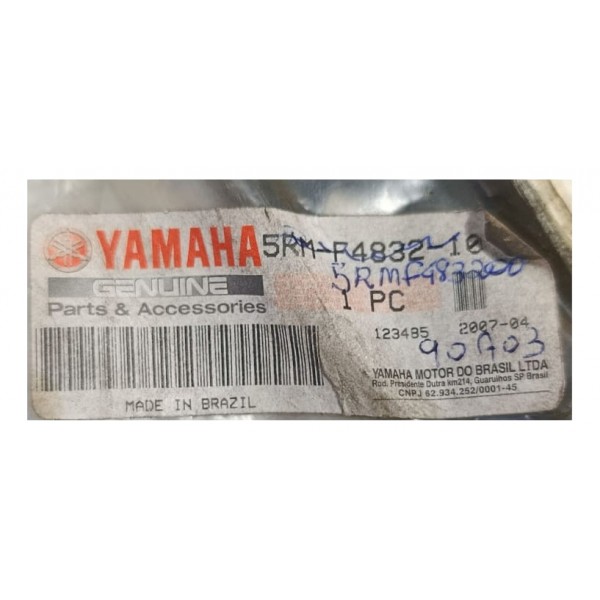 YAMAHA 5RM-F4832-10
GENUINE 5RMF483200
Parts & Accessories 1 PC
123485 2007-04
90A03
YAMAHA MOTOR DO BRASIL LTDA
Rod. Presidente Dutra km214, Guarulhos SP Brasil
CNPJ 62.934.252/0001-45
MADE IN BRAZIL